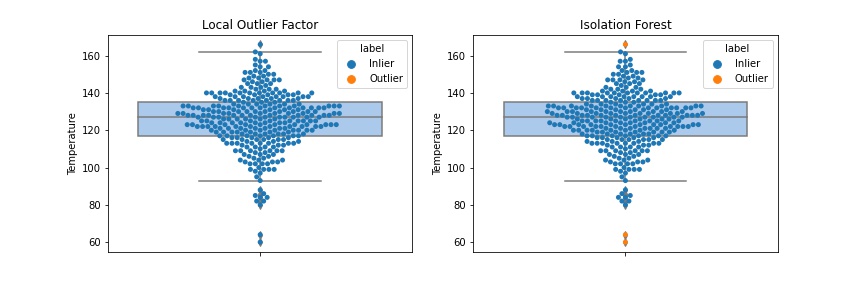 Local Outlier Factor
Temperature
160
140
120
100
80
60
label
Inlier
Outlier
Isolation Forest
Temperature
160
140
120
100
80
60
label
Inlier
Outlier